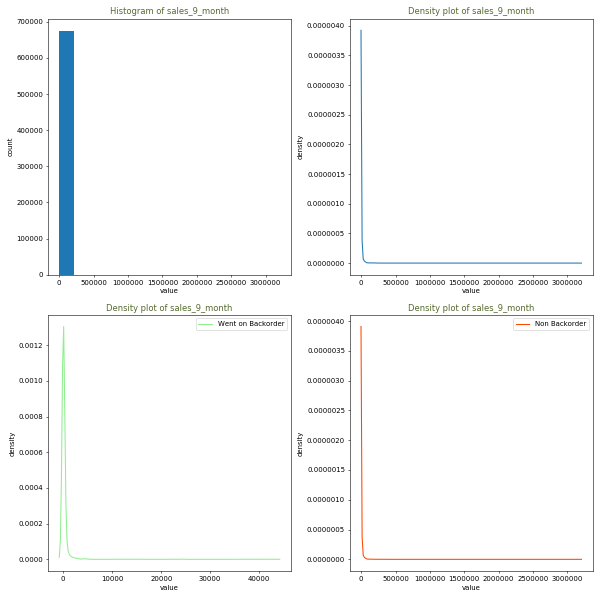 Histogram of sales_9_month
700000
600000
500000
400000
300000
200000
100000
0
count
0 500000 1000000 1500000 2000000 2500000 3000000
value
Density plot of sales_9_month
0.0000040
0.0000035
0.0000030
0.0000025
0.0000020
0.0000015
0.0000010
0.0000005
0.0000000
density
0 500000 1000000 1500000 2000000 2500000 3000000
value
Density plot of sales_9_month
Went on Backorder
0.0012
0.0010
0.0008
0.0006
0.0004
0.0002
0.0000
density
0 10000 20000 30000 40000
value
Density plot of sales_9_month
Non Backorder
0.0000040
0.0000035
0.0000030
0.0000025
0.0000020
0.0000015
0.0000010
0.0000005
0.0000000
density
0 500000 1000000 1500000 2000000 2500000 3000000
value